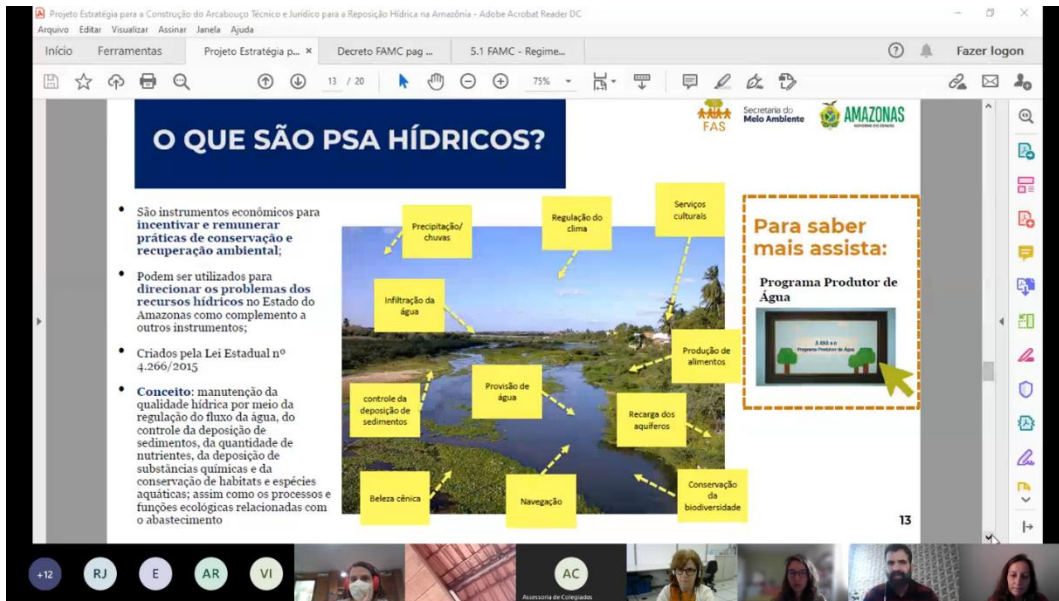 Projeto Estratégia para a Construção do Arcabouço Técnico e Jurídico para a Reposição Hídrica na Amazônia - Adobe Acrobat Reader DC
Arquivo Editar Visualizar Assinar Janela Ajuda
Início Ferramentas Projeto Estratégia p... × Decreto FAMC pag ... 5.1 FAMC - Regime... Fazer logon
13 / 20 75%
O QUE SÃO PSA HÍDRICOS?
FAS
Secretaria do
Meio Ambiente
AMAZONAS
GOVERNO DO ESTADO
• São instrumentos econômicos para
incentivar e remunerar
práticas de conservação e
recuperação ambiental;
• Podem ser utilizados para
direcionar os problemas dos
recursos hídricos no Estado do
Amazonas como complemento a
outros instrumentos;
• Criados pela Lei Estadual nº
4.266/2015
• Conceito: manutenção da
qualidade hídrica por meio da
regulação do fluxo da água, do
controle da deposição de
sedimentos, da quantidade de
nutrientes, da deposição de
substâncias químicas e da
conservação de habitats e espécies
aquáticas; assim como os processos e
funções ecológicas relacionadas com
o abastecimento
Precipitação/
chuvas
Regulação do
clima
Serviços
culturais
Infiltração da
água
Produção de
alimentos
controle da
deposição de
sedimentos
Provisão de
água
Recarga dos
aquíferos
Beleza cênica
Navegação
Conservação
da
biodiversidade
Para saber
mais assista:
Programa Produtor de
Água
A ANA e o
Programa Produtor de Água
13
+12 RJ E AR VI AC
Assessoria de Colegiados